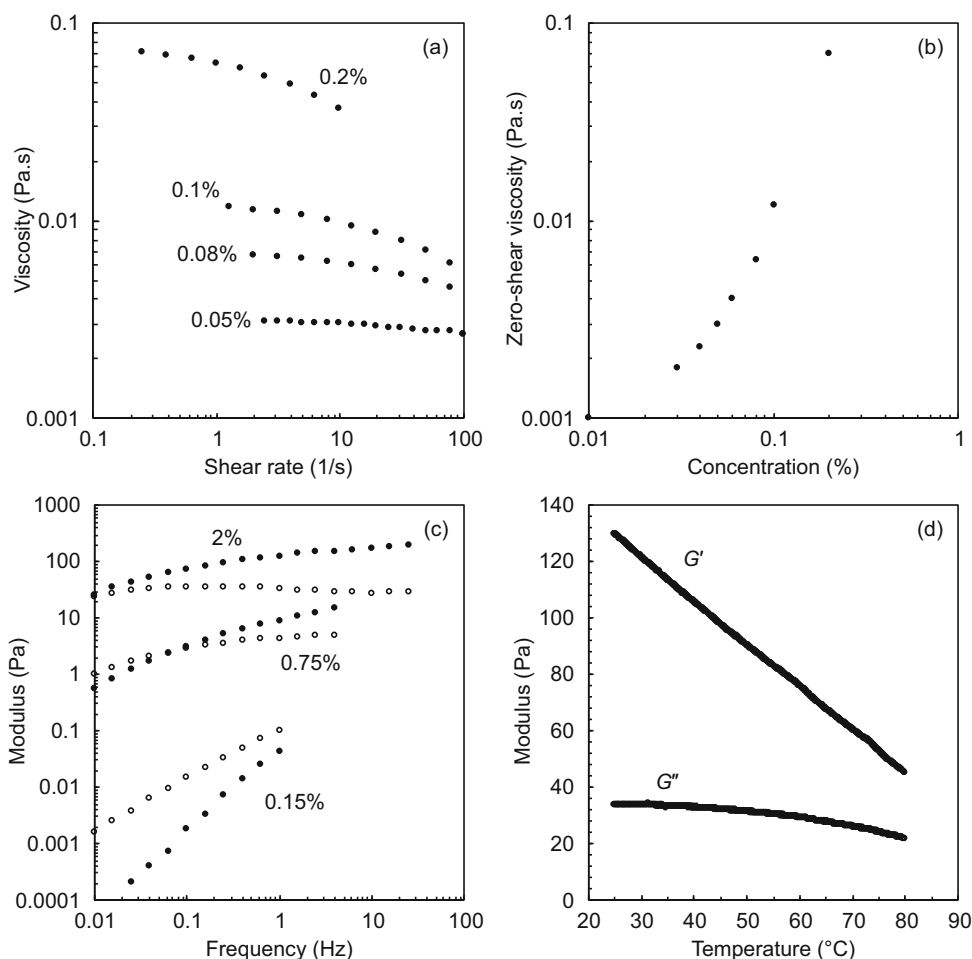 0.1
0.01
0.001
Viscosity (Pa.s)
(a)
0.2%
0.1%
0.08%
0.05%
0.1 1 10 100
Shear rate (1/s)
0.1
0.01
0.001
Zero-shear viscosity (Pa.s)
(b)
0.01 0.1 1
Concentration (%)
1000
100
10
1
0.1
0.01
0.001
0.0001
Modulus (Pa)
(c)
2%
0.75%
0.15%
0.01 0.1 1 10 100
Frequency (Hz)
140
120
100
80
60
40
20
0
Modulus (Pa)
(d)
G′
G″
20 30 40 50 60 70 80 90
Temperature (°C)